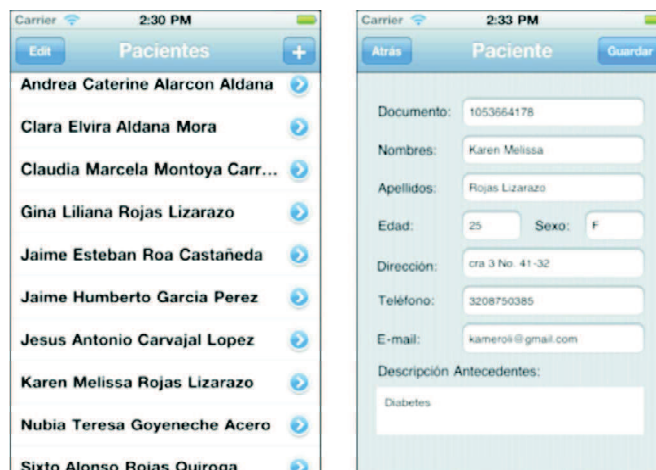 Carrier 2:30 PM
Edit Pacientes +
Andrea Caterine Alarcon Aldana
Clara Elvira Aldana Mora
Claudia Marcela Montoya Carr...
Gina Liliana Rojas Lizarazo
Jaime Esteban Roa Castañeda
Jaime Humberto Garcia Perez
Jesus Antonio Carvajal Lopez
Karen Melissa Rojas Lizarazo
Nubia Teresa Goyeneche Acero
Sixto Alonso Rojas Quiroga
Carrier 2:33 PM
Atrás Paciente Guardar
Documento: 1053664178
Nombres: Karen Melissa
Apellidos: Rojas Lizarazo
Edad: 25 Sexo: F
Dirección: cra 3 No. 41-32
Teléfono: 3208750385
E-mail: kameroli@gmail.com
Descripción Antecedentes:
Diabetes